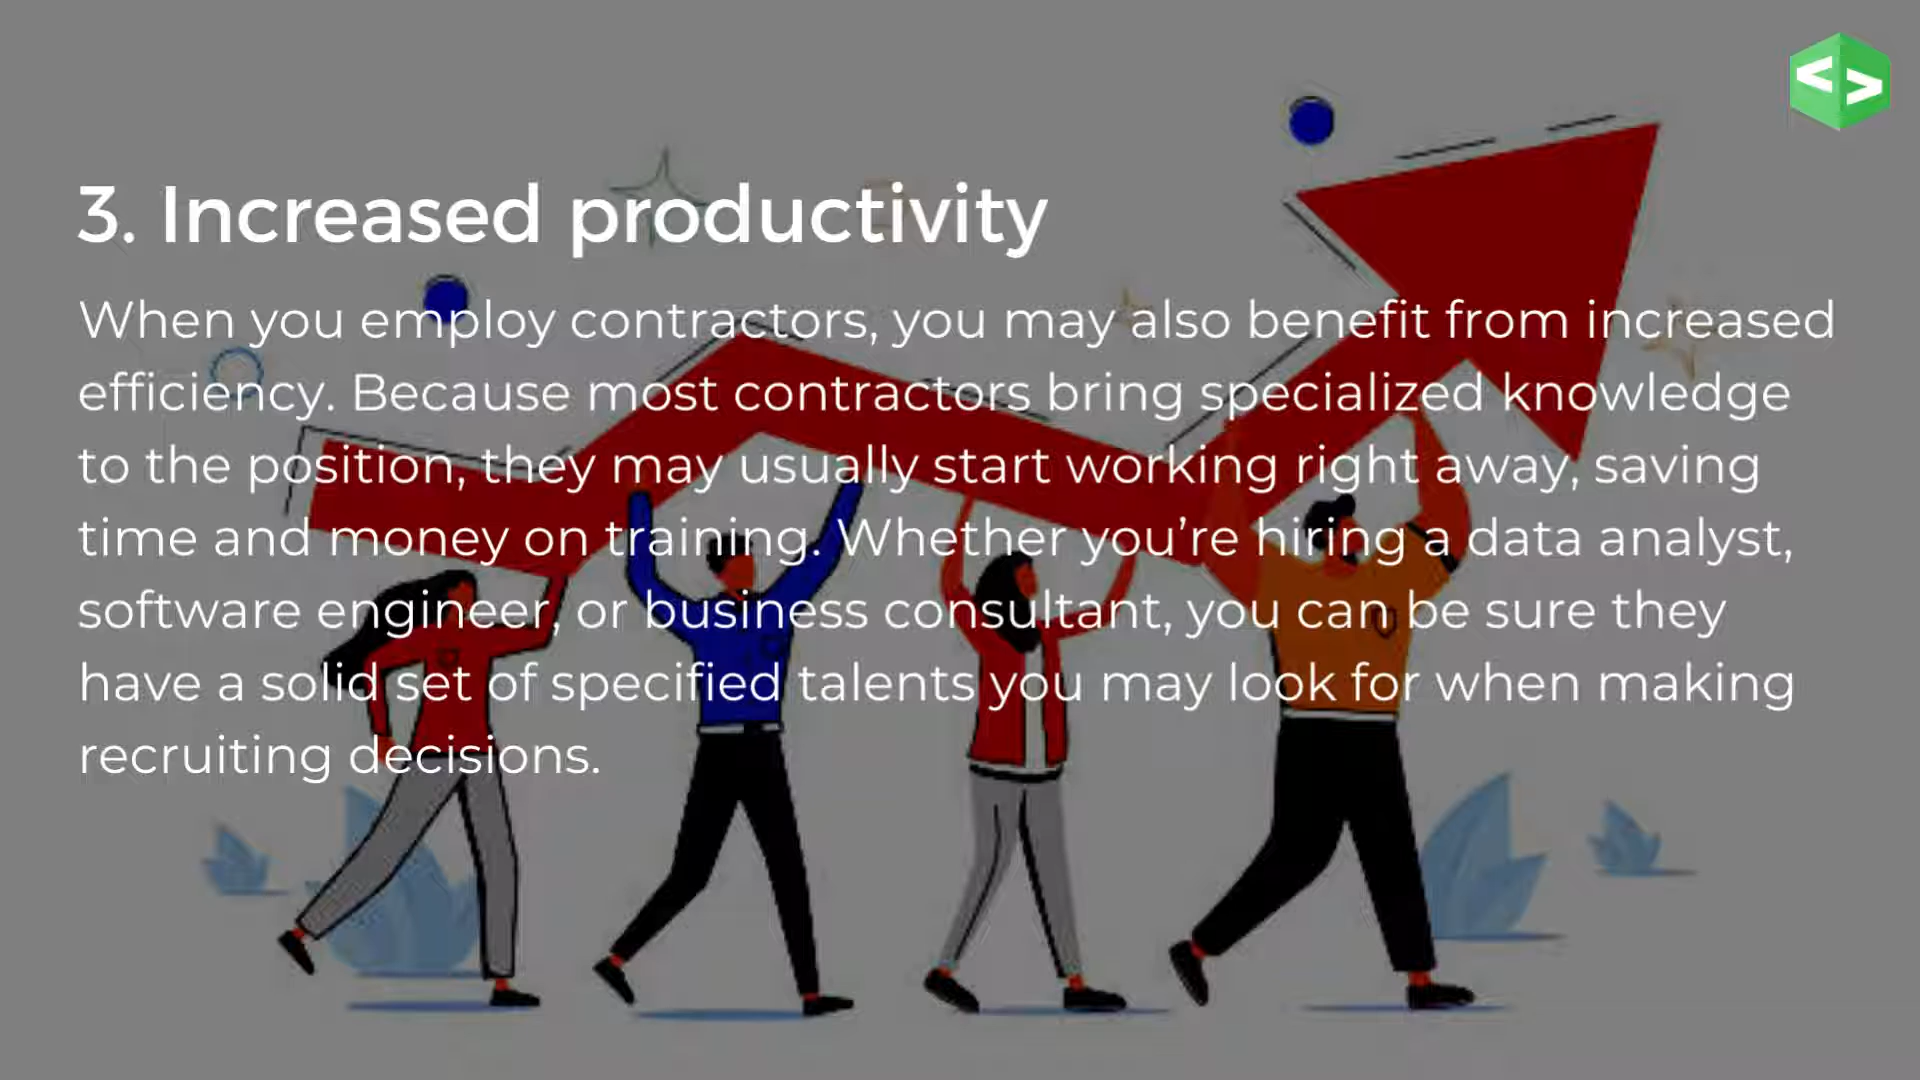 3. Increased productivity
When you employ contractors, you may also benefit from increased
efficiency. Because most contractors bring specialized knowledge
to the position, they may usually start working right away, saving
time and money on training. Whether you’re hiring a data analyst,
software engineer, or business consultant, you can be sure they
have a solid set of specified talents you may look for when making
recruiting decisions.